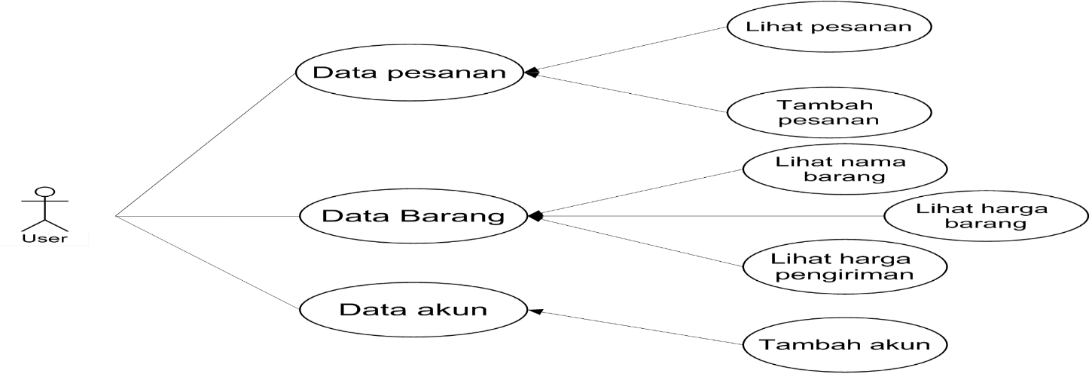 Lihat pesanan
Data pesanan
Tambah
pesanan
Lihat nama
barang
User
Data Barang
Lihat harga
barang
Lihat harga
pengiriman
Data akun
Tambah akun